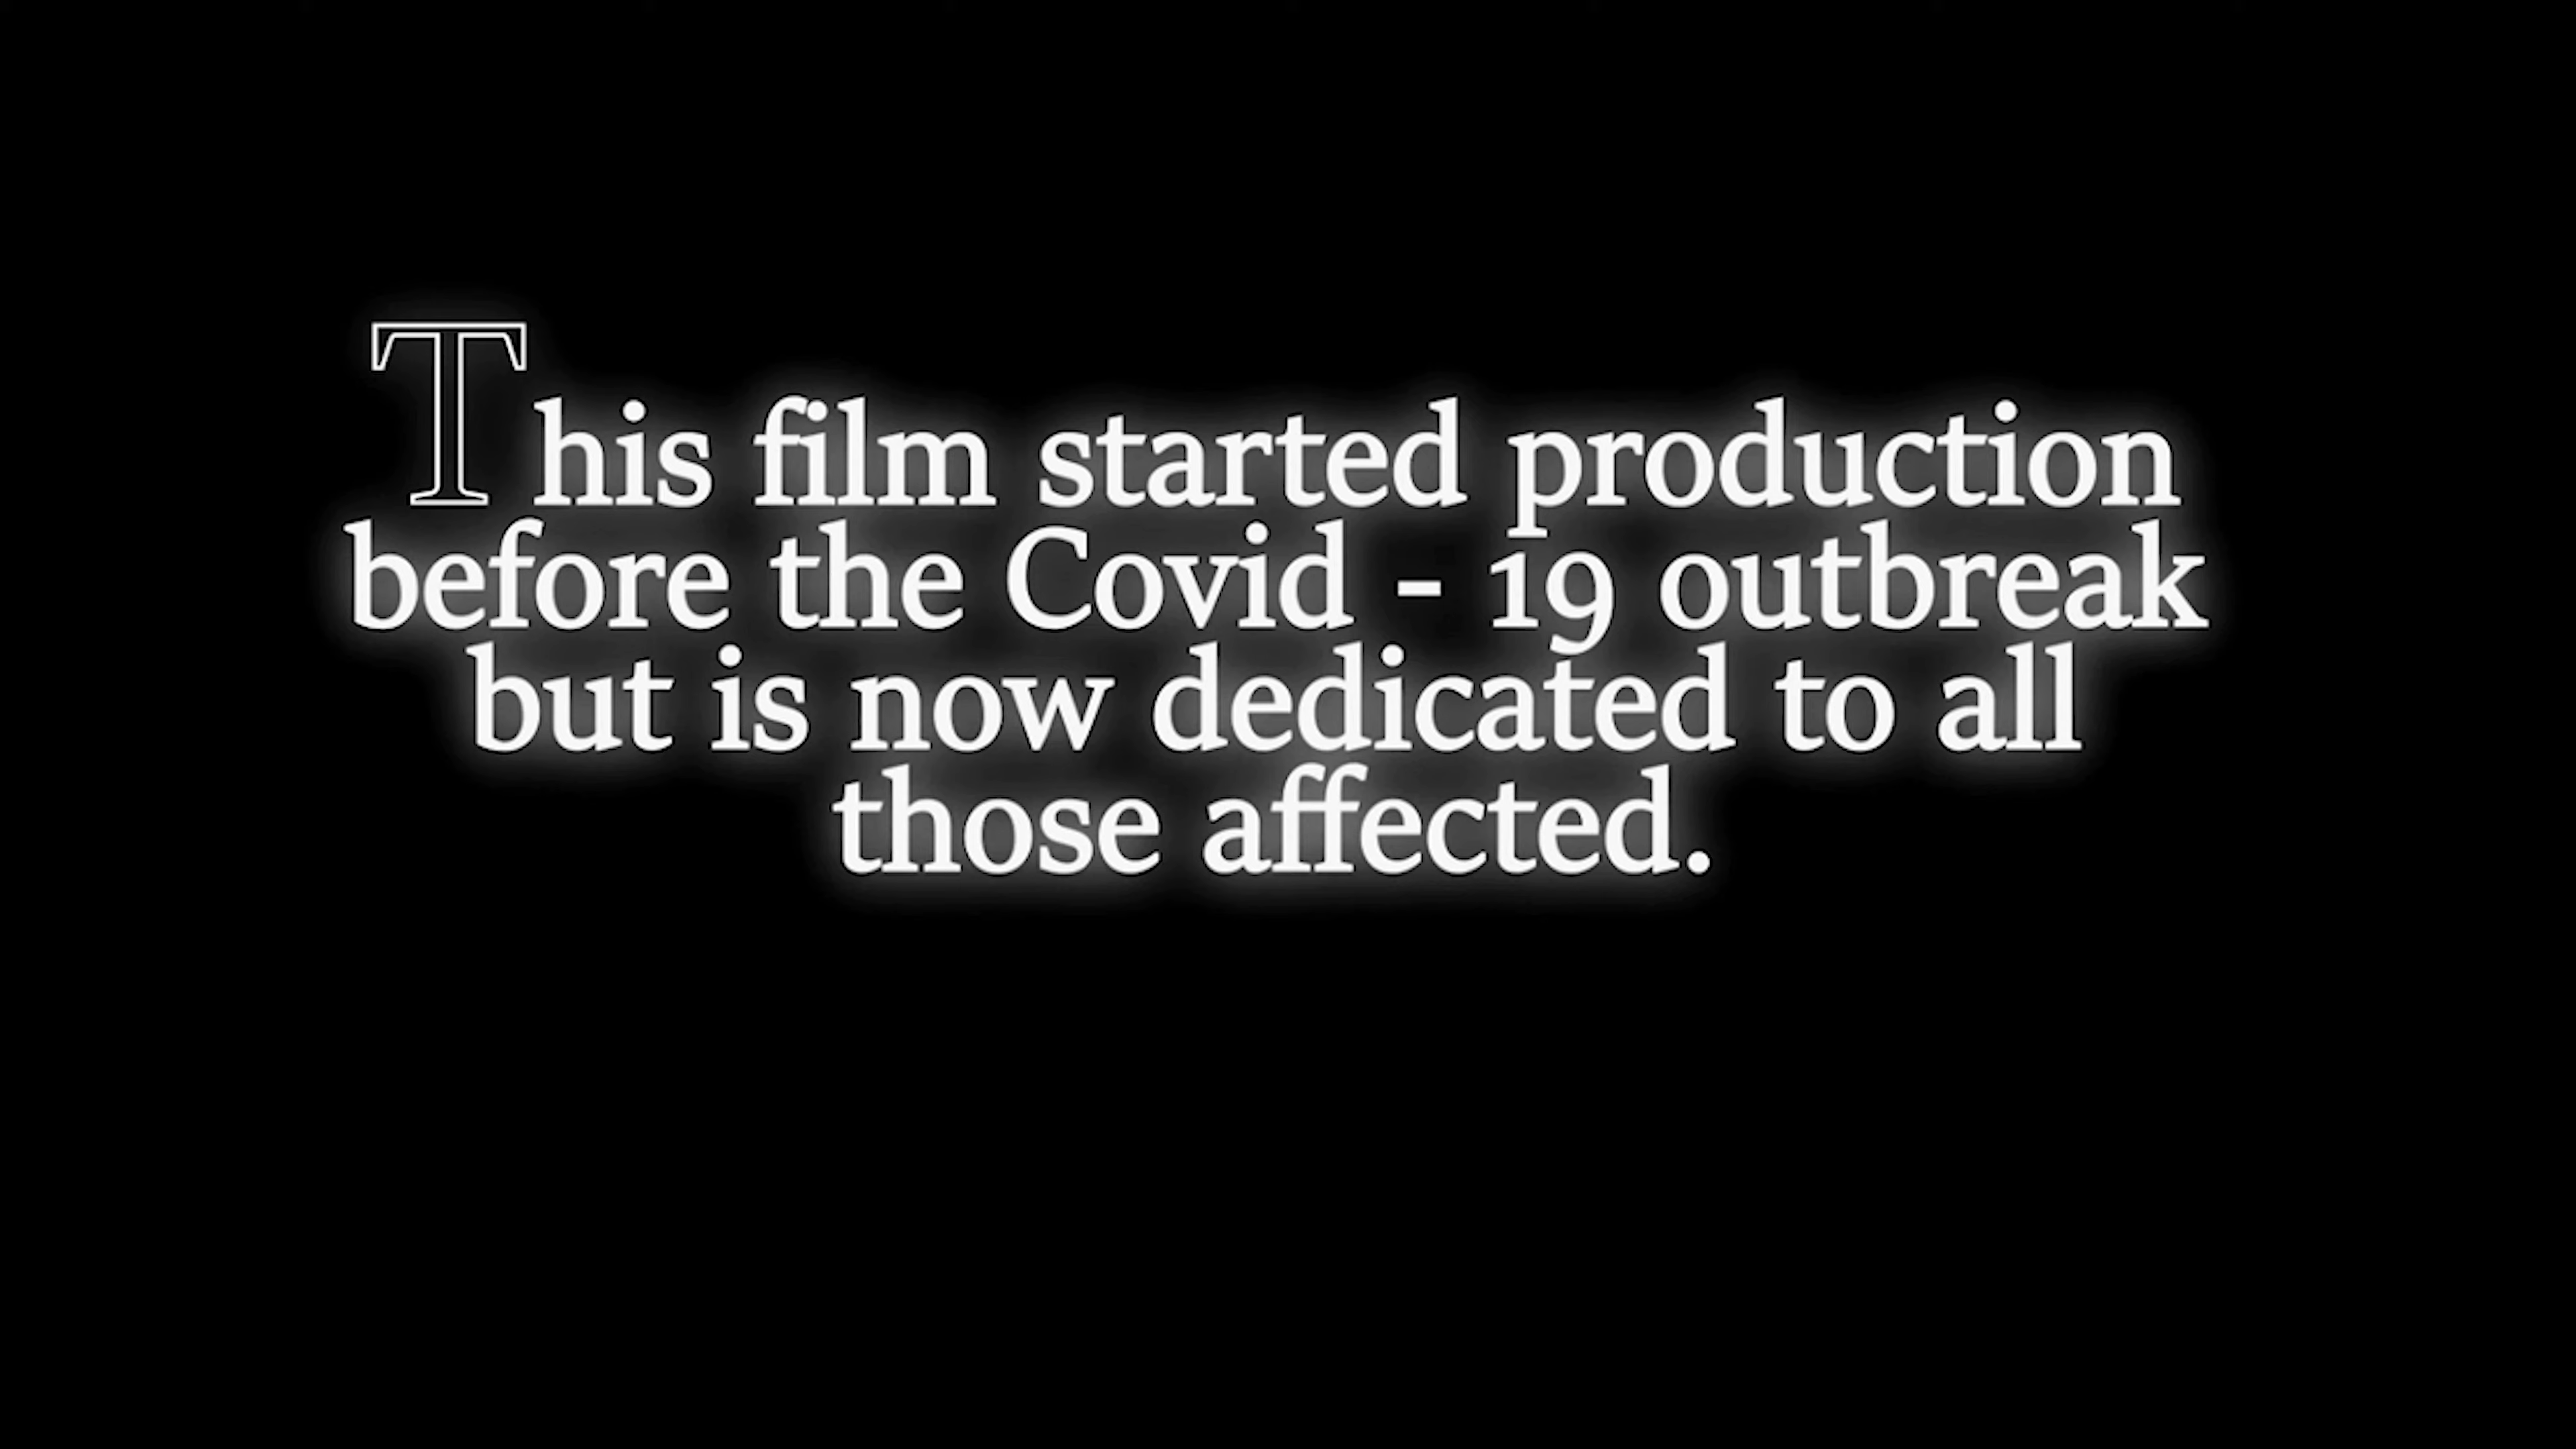 This film started production
before the Covid - 19 outbreak
but is now dedicated to all
those affected.